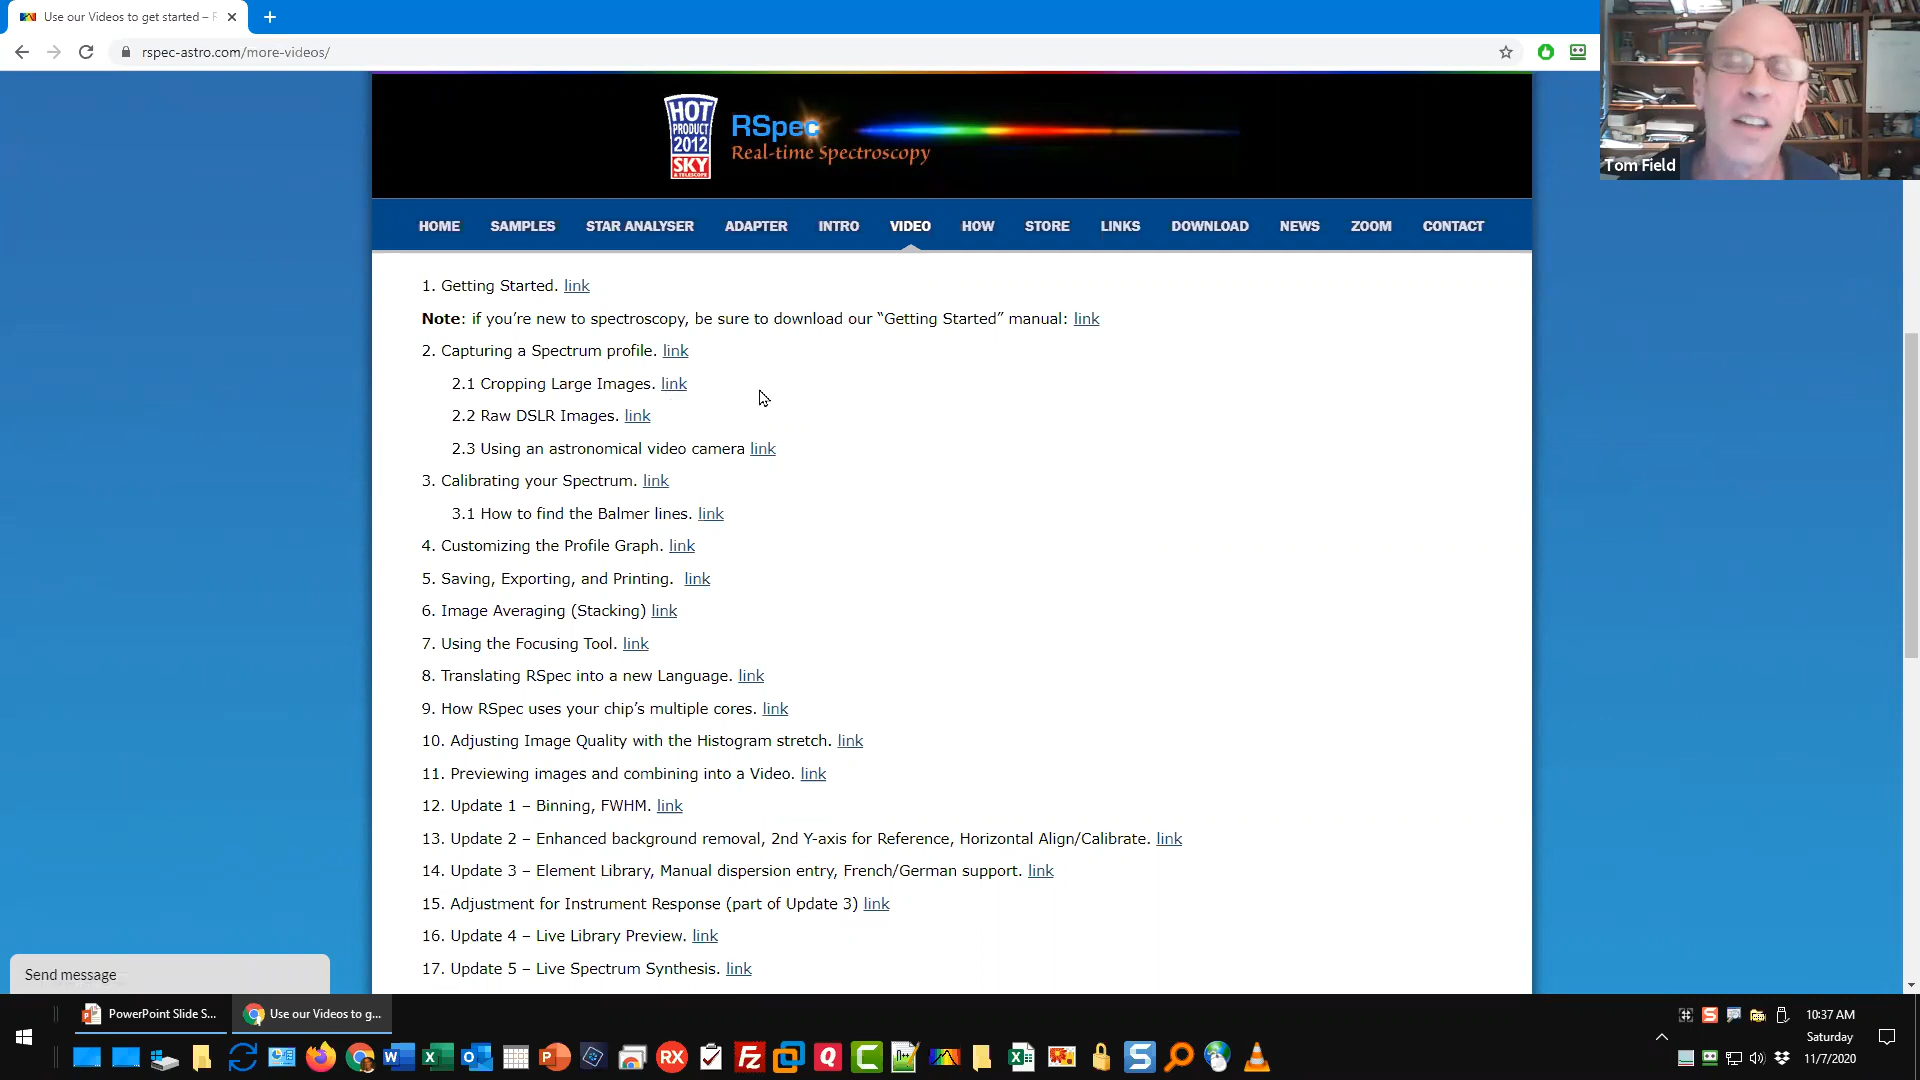 Use our Videos to get started – R
rspec-astro.com/more-videos/
HOT
PRODUCT
2012
SKY
& TELESCOPE
RSpec
Real-time Spectroscopy
Tom Field
HOME SAMPLES STAR ANALYSER ADAPTER INTRO VIDEO HOW STORE LINKS DOWNLOAD NEWS ZOOM CONTACT
1. Getting Started. link
Note: if you’re new to spectroscopy, be sure to download our “Getting Started” manual: link
2. Capturing a Spectrum profile. link
2.1 Cropping Large Images. link
2.2 Raw DSLR Images. link
2.3 Using an astronomical video camera link
3. Calibrating your Spectrum. link
3.1 How to find the Balmer lines. link
4. Customizing the Profile Graph. link
5. Saving, Exporting, and Printing. link
6. Image Averaging (Stacking) link
7. Using the Focusing Tool. link
8. Translating RSpec into a new Language. link
9. How RSpec uses your chip’s multiple cores. link
10. Adjusting Image Quality with the Histogram stretch. link
11. Previewing images and combining into a Video. link
12. Update 1 – Binning, FWHM. link
13. Update 2 – Enhanced background removal, 2nd Y-axis for Reference, Horizontal Align/Calibrate. link
14. Update 3 – Element Library, Manual dispersion entry, French/German support. link
15. Adjustment for Instrument Response (part of Update 3) link
16. Update 4 – Live Library Preview. link
17. Update 5 – Live Spectrum Synthesis. link
Send message
PowerPoint Slide S...
Use our Videos to g...
10:37 AM
Saturday
11/7/2020